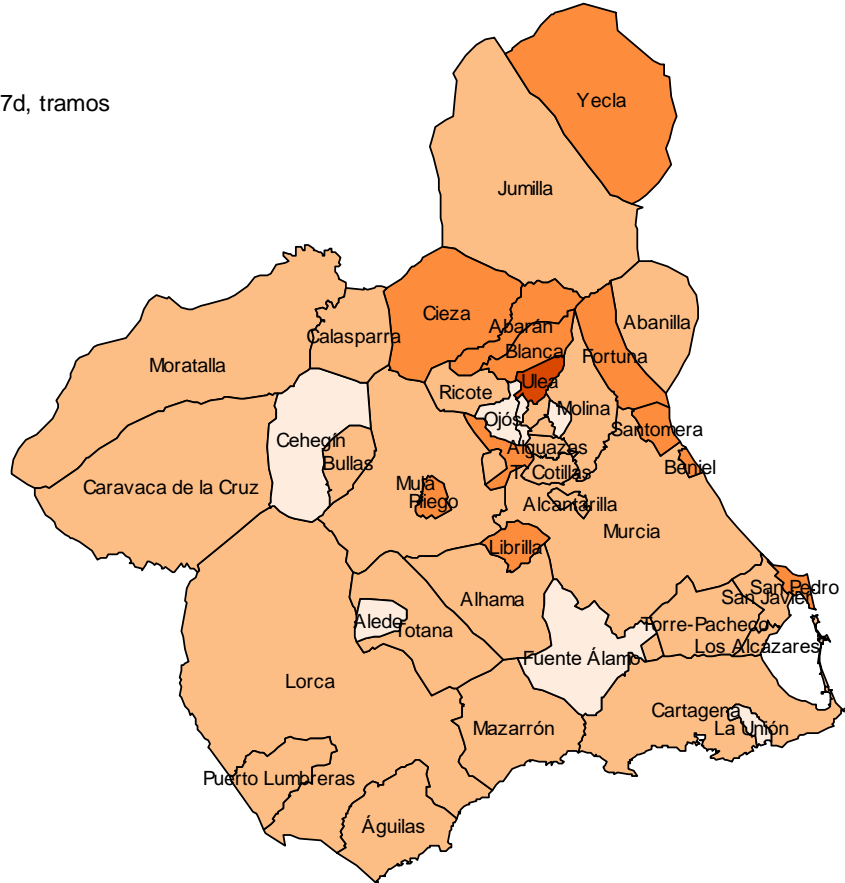 7d, tramos
Yecla
Jumilla
Cieza
Abarán
Abanilla
Calasparra
Blanca
Fortuna
Moratalla
Ulea
Ricote
Molina
Ojós
Santomera
Cehegín
Alguazas
Bullas
T. Cotillas
Beniel
Caravaca de la Cruz
Mula
Pliego
Alcantarilla
Murcia
Librilla
San Pedro
San Javier
Alhama
Aledo
Totana
Torre-Pacheco
Los Alcázares
Fuente Álamo
Lorca
Cartagena
La Unión
Mazarrón
Puerto Lumbreras
Águilas